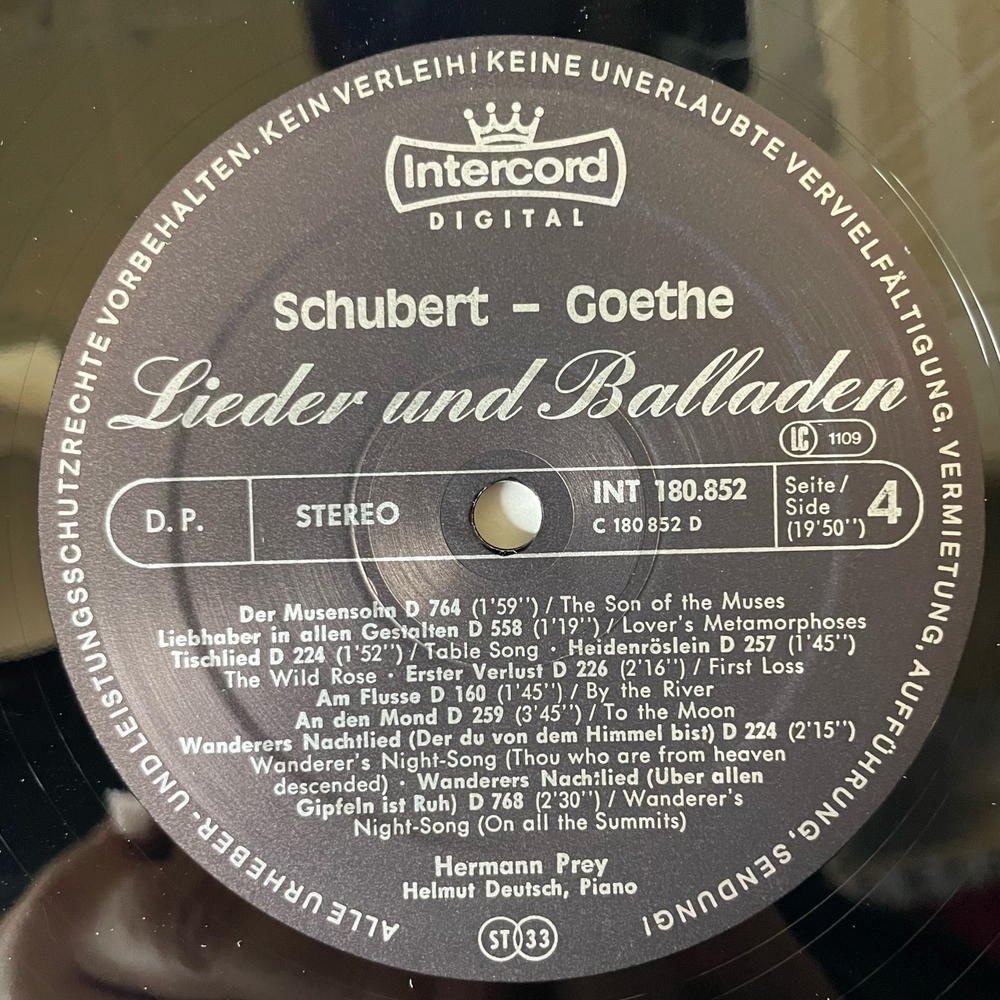 ALLE URHEBER- UND LEISTUNGSSCHUTZRECHTE VORBEHALTEN. KEIN VERLEIH! KEINE UNERLAUBTE VERVIELFÄLTIGUNG, VERMIETUNG, AUFFÜHRUNG, SENDUNG!
Intercord
DIGITAL
Schubert – Goethe
Lieder und Balladen
LC 1109
D. P.
STEREO
INT 180.852
C 180 852 D
Seite/
Side
(19'50'')
4
Der Musensohn D 764 (1'59'') / The Son of the Muses
Liebhaber in allen Gestalten D 558 (1'19'') / Lover's Metamorphoses
Tischlied D 224 (1'52'') / Table Song · Heidenröslein D 257 (1'45'')
The Wild Rose · Erster Verlust D 226 (2'16'') / First Loss
Am Flusse D 160 (1'45'') / By the River
An den Mond D 259 (3'45'') / To the Moon
Wanderers Nachtlied (Der du von dem Himmel bist) D 224 (2'15'')
Wanderer's Night-Song (Thou who are from heaven
descended) · Wanderers Nachtlied (Uber allen
Gipfeln ist Ruh) D 768 (2'30'') / Wanderer's
Night-Song (On all the Summits)
Hermann Prey
Helmut Deutsch, Piano
ST 33